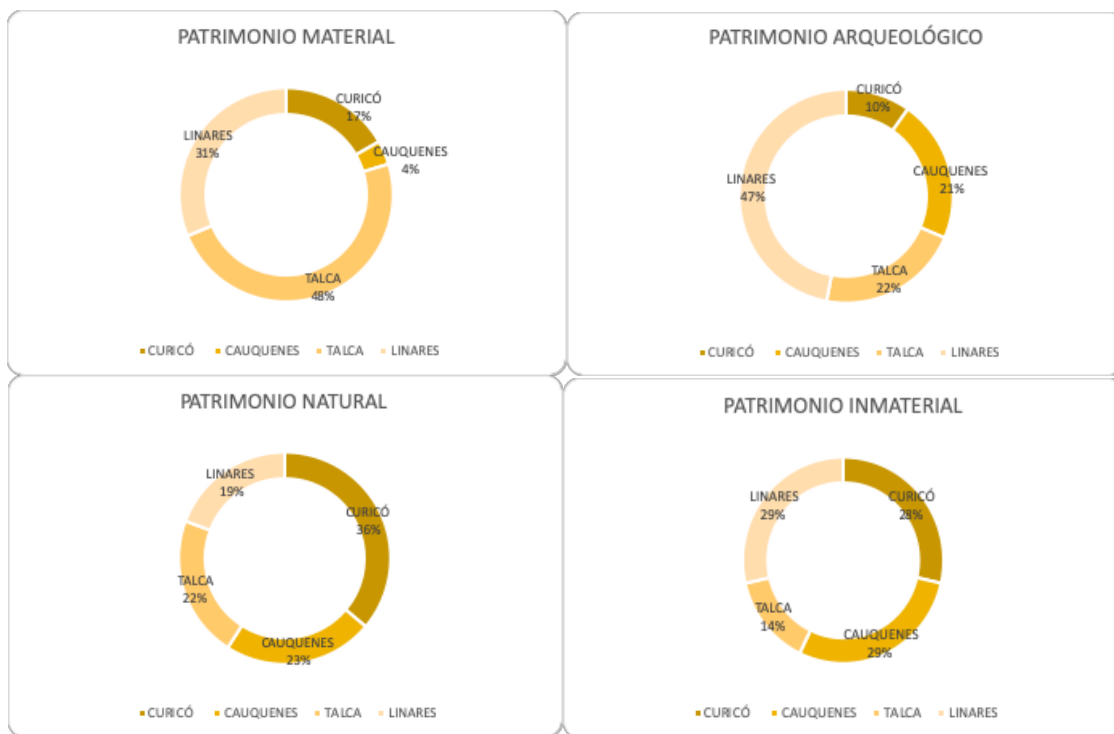 PATRIMONIO MATERIAL
CURICÓ
17%
CAUQUENES
4%
TALCA
48%
LINARES
31%
CURICÓ CAUQUENES TALCA LINARES
PATRIMONIO ARQUEOLÓGICO
CURICÓ
10%
CAUQUENES
21%
TALCA
22%
LINARES
47%
CURICÓ CAUQUENES TALCA LINARES
PATRIMONIO NATURAL
CURICÓ
36%
CAUQUENES
23%
TALCA
22%
LINARES
19%
CURICÓ CAUQUENES TALCA LINARES
PATRIMONIO INMATERIAL
CURICÓ
28%
CAUQUENES
29%
TALCA
14%
LINARES
29%
CURICÓ CAUQUENES TALCA LINARES